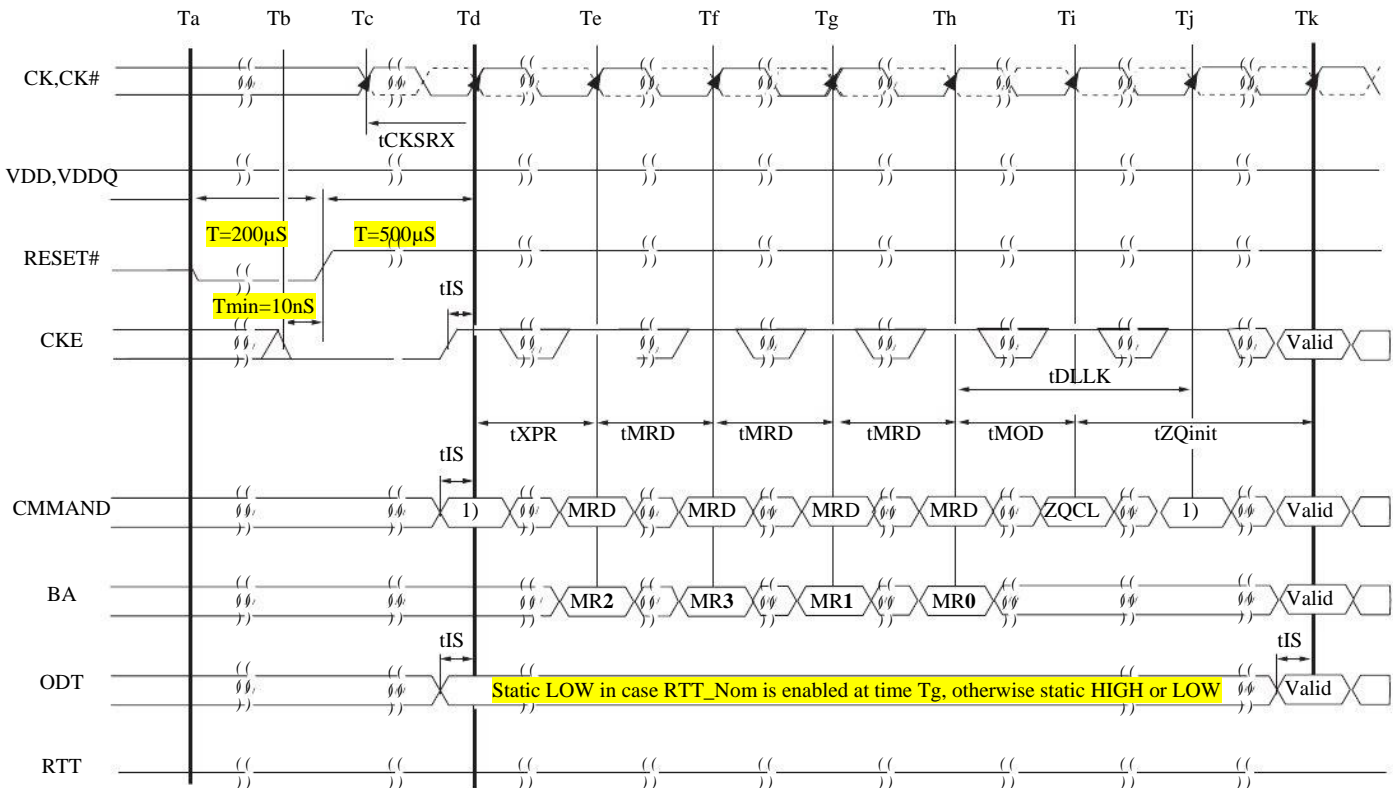 Ta Tb Tc Td Te Tf Tg Th Ti Tj Tk
CK,CK#
tCKSRX
VDD,VDDQ
T=200µS T=500µS
RESET#
Tmin=10nS tIS
CKE Valid
tDLLK
tXPR tMRD tMRD tMRD tMOD tZQinit
tIS
CMMAND 1) MRD MRD MRD MRD ZQCL 1) Valid
BA MR2 MR3 MR1 MR0 Valid
tIS tIS
ODT Static LOW in case RTT_Nom is enabled at time Tg, otherwise static HIGH or LOW Valid
RTT